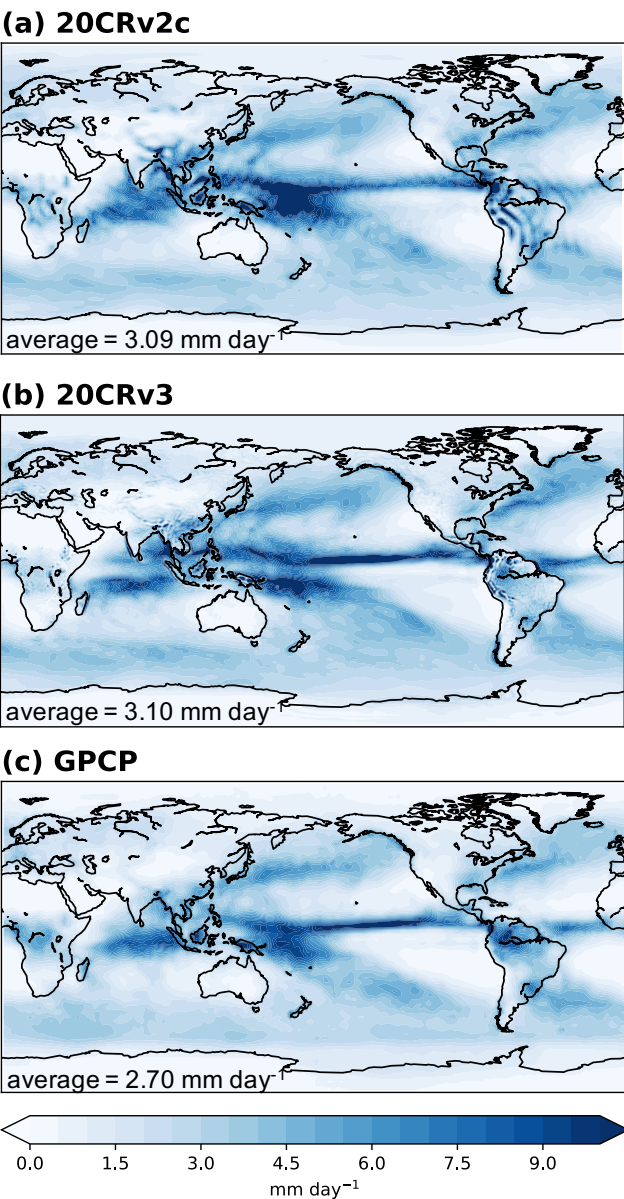 (a) 20CRv2c
average = 3.09 mm day⁻¹
(b) 20CRv3
average = 3.10 mm day⁻¹
(c) GPCP
average = 2.70 mm day⁻¹
0.0 1.5 3.0 4.5 6.0 7.5 9.0
mm day⁻¹